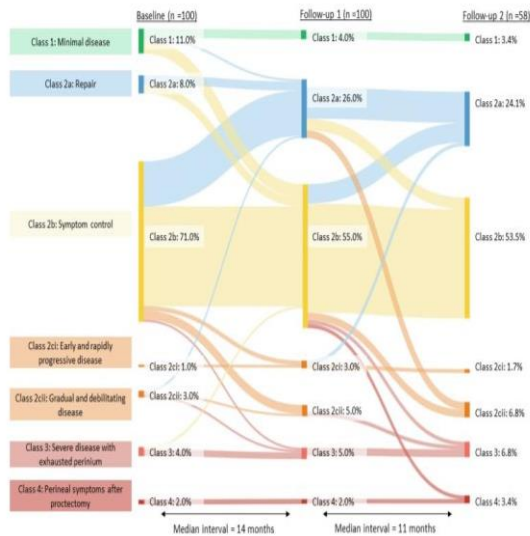 Baseline (n =100)
Follow-up 1 (n =100)
Follow-up 2 (n=58)
Class 1: Minimal disease
Class 1: 11.0%
Class 1: 4.0%
Class 1: 3.4%
Class 2a: Repair
Class 2a: 8.0%
Class 2a: 26.0%
Class 2a: 24.1%
Class 2b: Symptom control
Class 2b: 71.0%
Class 2b: 55.0%
Class 2b: 53.5%
Class 2ci: Early and rapidly
progressive disease
Class 2ci: 1.0%
Class 2ci: 3.0%
Class 2ci: 1.7%
Class 2cii: Gradual and debilitating
disease
Class 2cii: 3.0%
Class 2cii: 5.0%
Class 2cii: 6.8%
Class 3: Severe disease with
exhausted perinium
Class 3: 4.0%
Class 3: 5.0%
Class 3: 6.8%
Class 4: Perineal symptoms after
proctectomy
Class 4: 2.0%
Class 4: 2.0%
Class 4: 3.4%
Median interval = 14 months
Median interval = 11 months